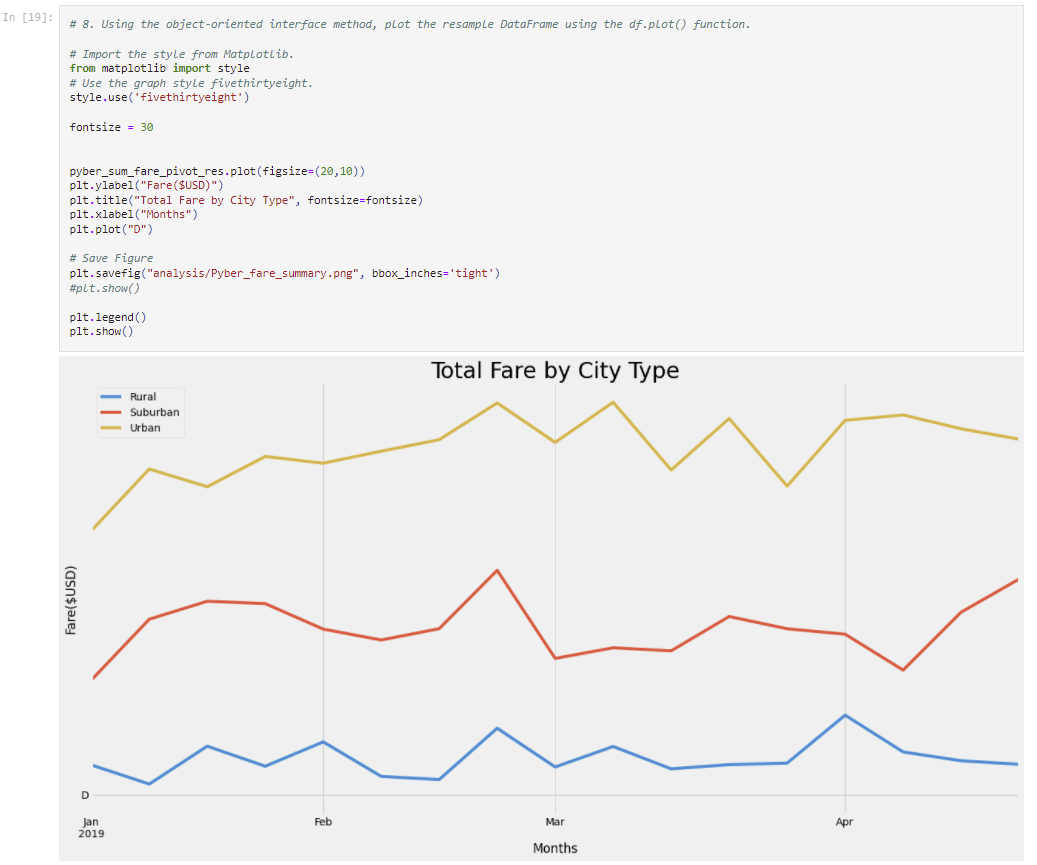 In [19]:
# 8. Using the object-oriented interface method, plot the resample DataFrame using the df.plot() function.
# Import the style from Matplotlib.
from matplotlib import style
# Use the graph style fivethirtyeight.
style.use('fivethirtyeight')
fontsize = 30
pyber_sum_fare_pivot_res.plot(figsize=(20,10))
plt.ylabel("Fare($USD)")
plt.title("Total Fare by City Type", fontsize=fontsize)
plt.xlabel("Months")
plt.plot("D")
# Save Figure
plt.savefig("analysis/Pyber_fare_summary.png", bbox_inches='tight')
#plt.show()
plt.legend()
plt.show()
Total Fare by City Type
Rural
Suburban
Urban
Fare($USD)
D
Jan Feb Mar Apr
2019
Months